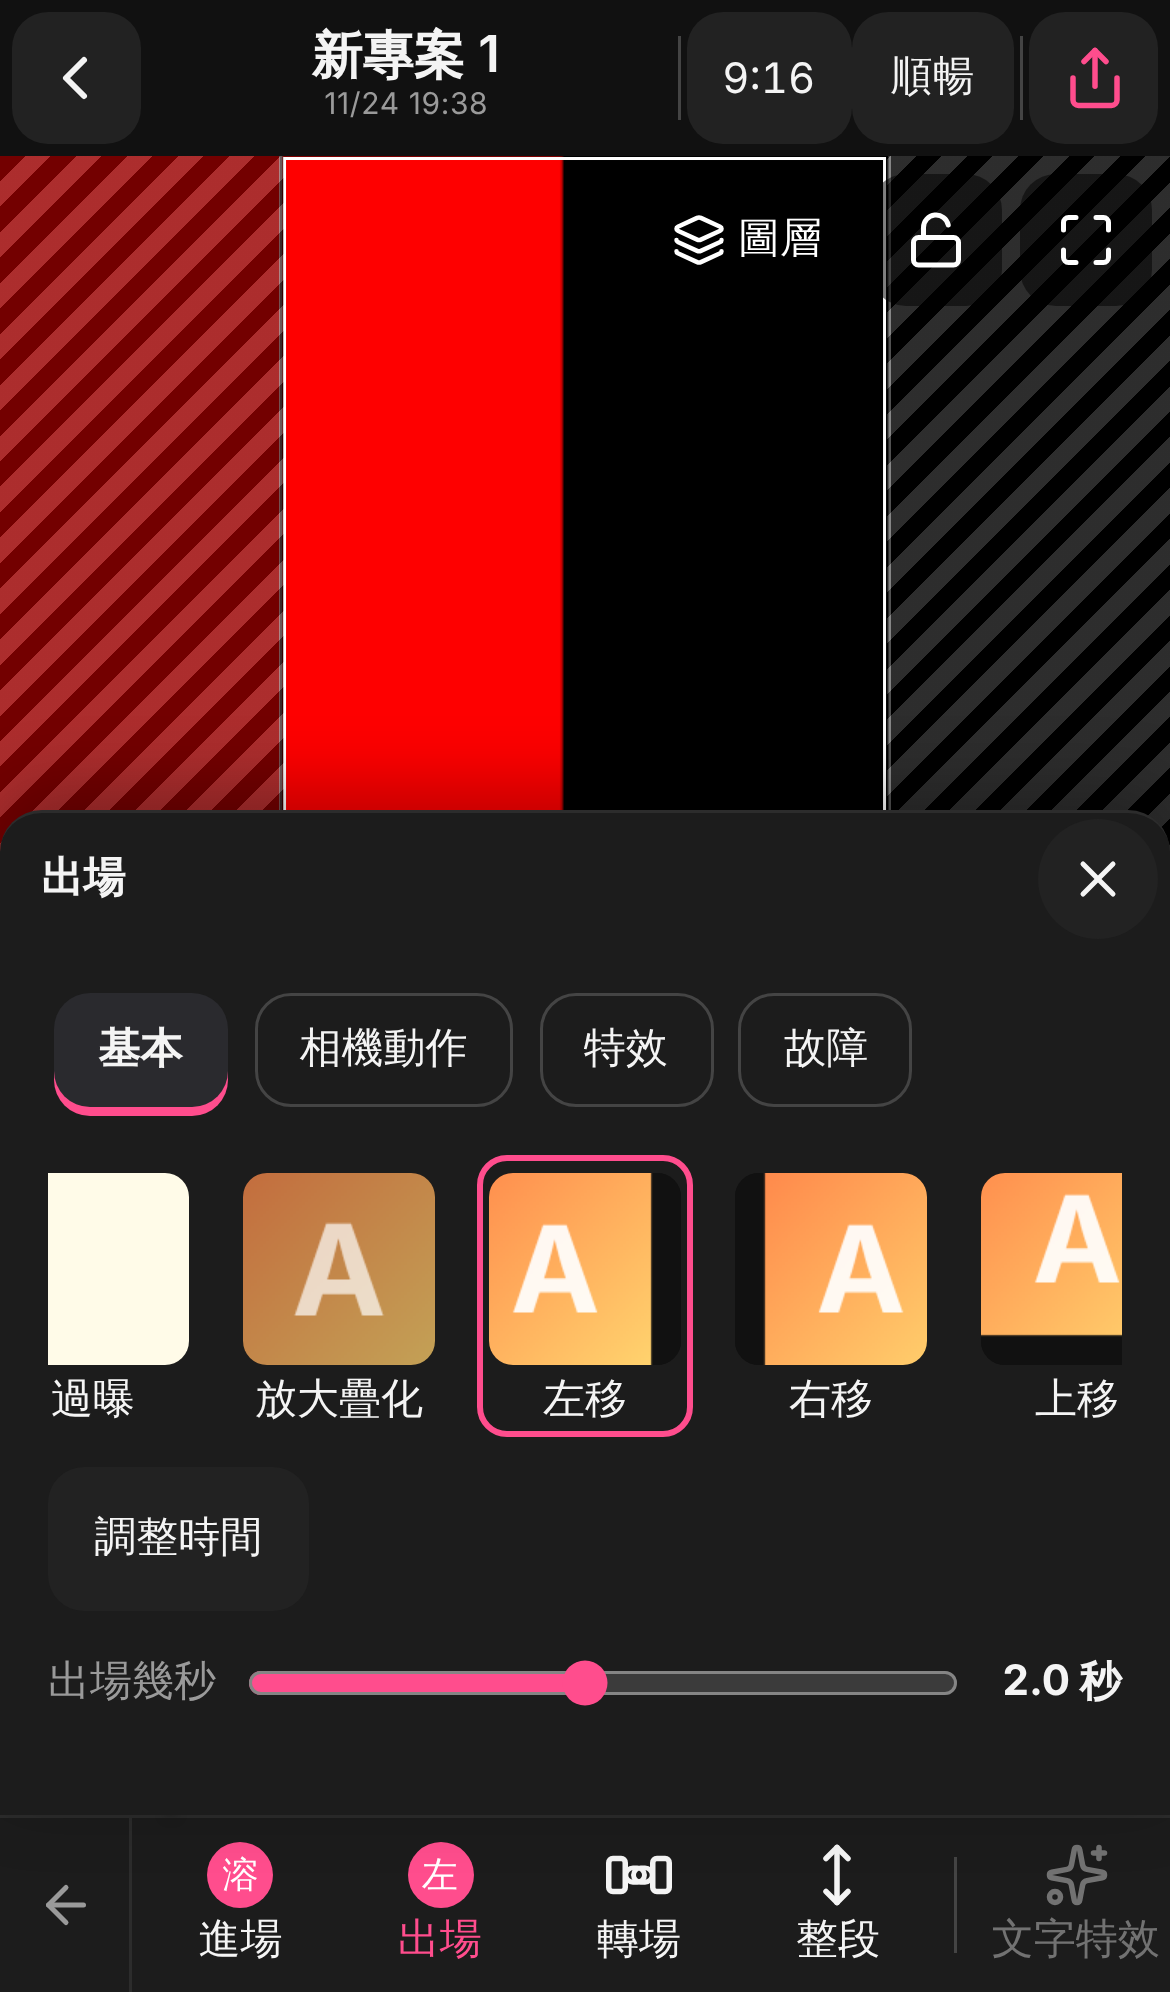 新專案 1
11/24 19:38
9:16
順暢
圖層
出場
基本
相機動作
特效
故障
A
A
A
A
過曝
放大疊化
左移
右移
上移
調整時間
出場幾秒
2.0 秒
溶
進場
左
出場
轉場
整段
文字特效